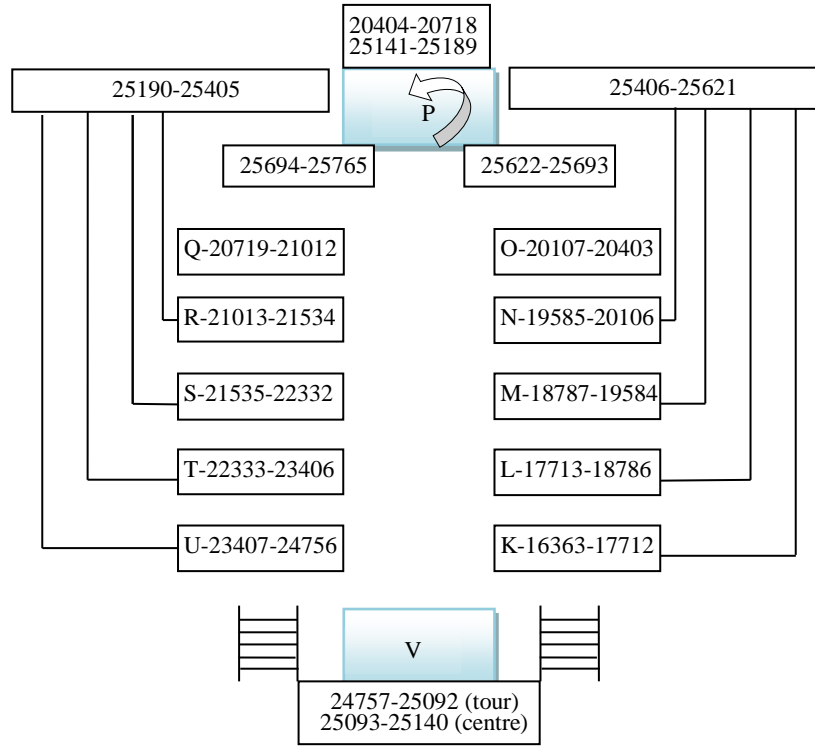 20404-20718
25141-25189
25190-25405
25406-25621
P
25694-25765
25622-25693
Q-20719-21012
O-20107-20403
R-21013-21534
N-19585-20106
S-21535-22332
M-18787-19584
T-22333-23406
L-17713-18786
U-23407-24756
K-16363-17712
V
24757-25092 (tour)
25093-25140 (centre)